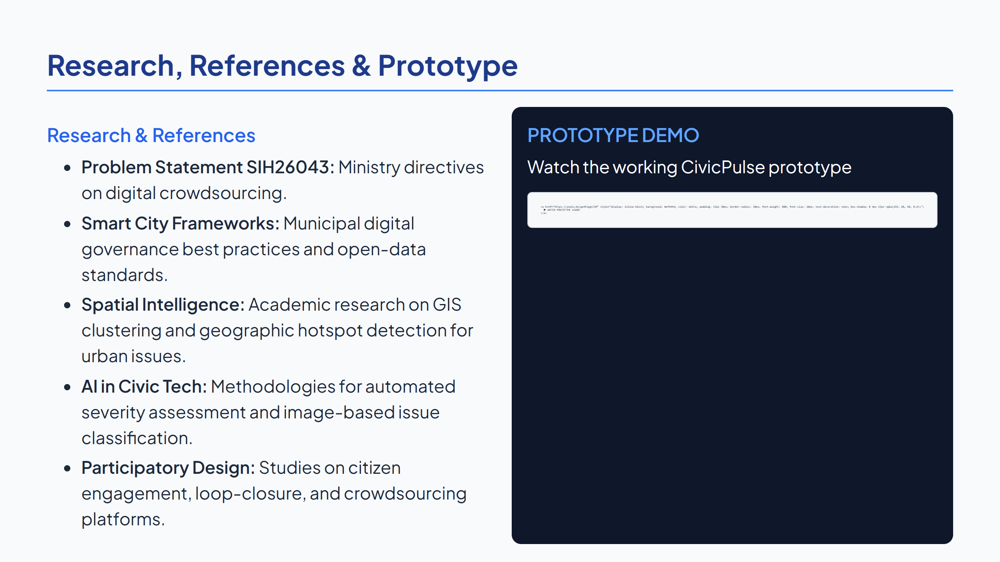 Research, References & Prototype
Research & References
• Problem Statement SIH26043: Ministry directives
on digital crowdsourcing.
• Smart City Frameworks: Municipal digital
governance best practices and open-data
standards.
• Spatial Intelligence: Academic research on GIS
clustering and geographic hotspot detection for
urban issues.
• AI in Civic Tech: Methodologies for automated
severity assessment and image-based issue
classification.
• Participatory Design: Studies on citizen
engagement, loop-closure, and crowdsourcing
platforms.
PROTOTYPE DEMO
Watch the working CivicPulse prototype
<a href="https://youtu.be/ge4P2ygn7ZM" style="display: inline-block; background: #ef4444; color: white; padding: 15px 30px; border-radius: 30px; font-weight: 800; font-size: 20px; text-decoration: none; box-shadow: 0 4px 15px rgba(239, 68, 68, 0.4);">
▶ WATCH PROTOTYPE VIDEO
</a>